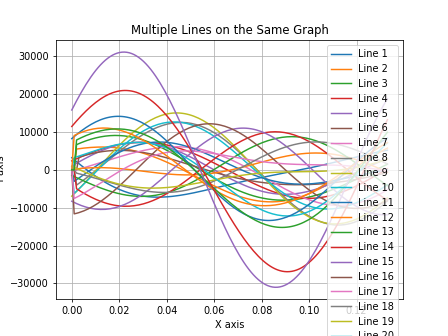 Multiple Lines on the Same Graph
30000
20000
10000
0
−10000
−20000
−30000
0.00
0.02
0.04
0.06
0.08
0.10
X axis
Line 1
Line 2
Line 3
Line 4
Line 5
Line 6
Line 7
Line 8
Line 9
Line 10
Line 11
Line 12
Line 13
Line 14
Line 15
Line 16
Line 17
Line 18
Line 19
Line 20